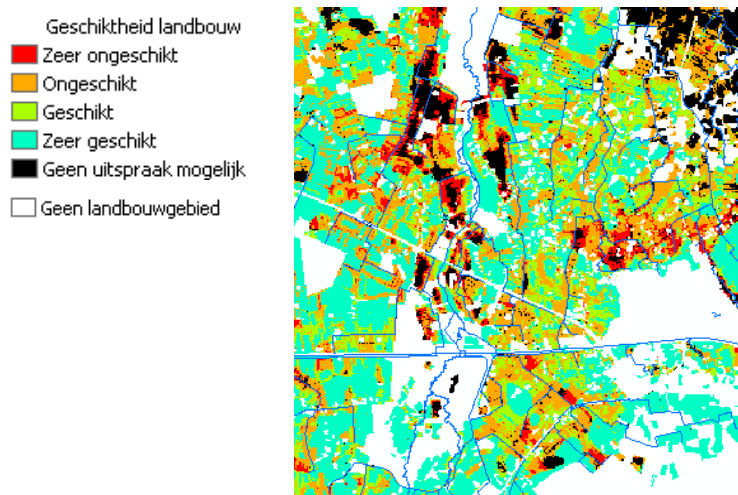 Geschiktheid landbouw
Zeer ongeschikt
Ongeschikt
Geschikt
Zeer geschikt
Geen uitspraak mogelijk
Geen landbouwgebied